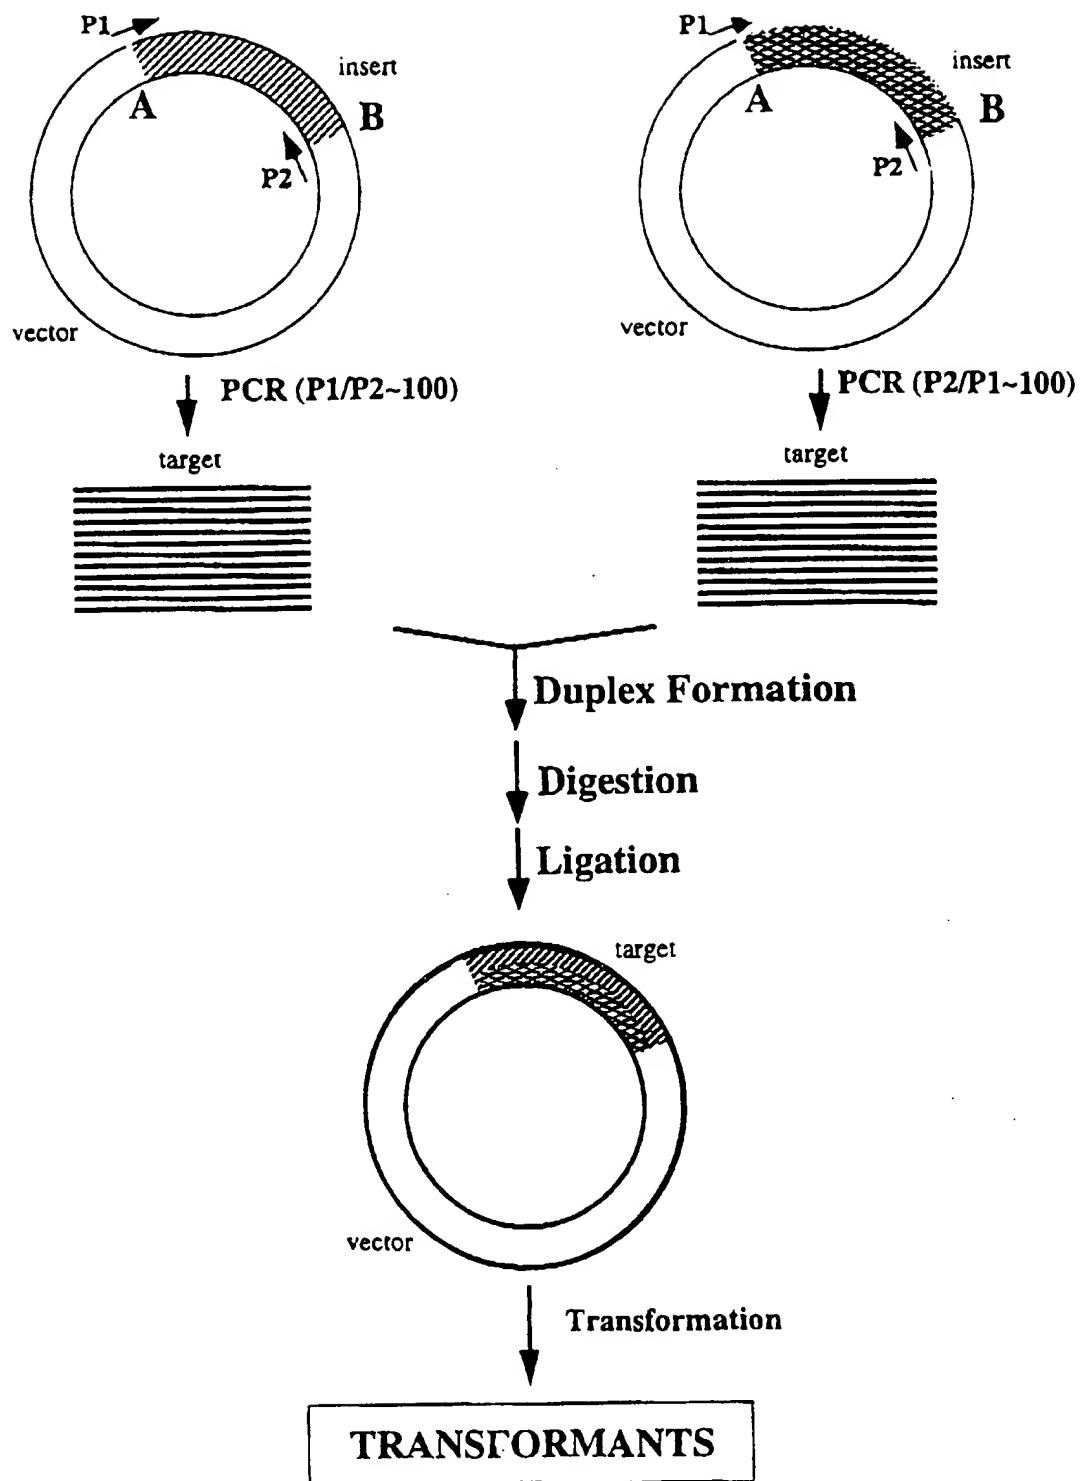 P1
insert
A
B
P2
vector
P1
insert
A
B
P2
vector
PCR (P1/P2~100)
PCR (P2/P1~100)
target
target
Duplex Formation
Digestion
Ligation
target
vector
Transformation
TRANSFORMANTS